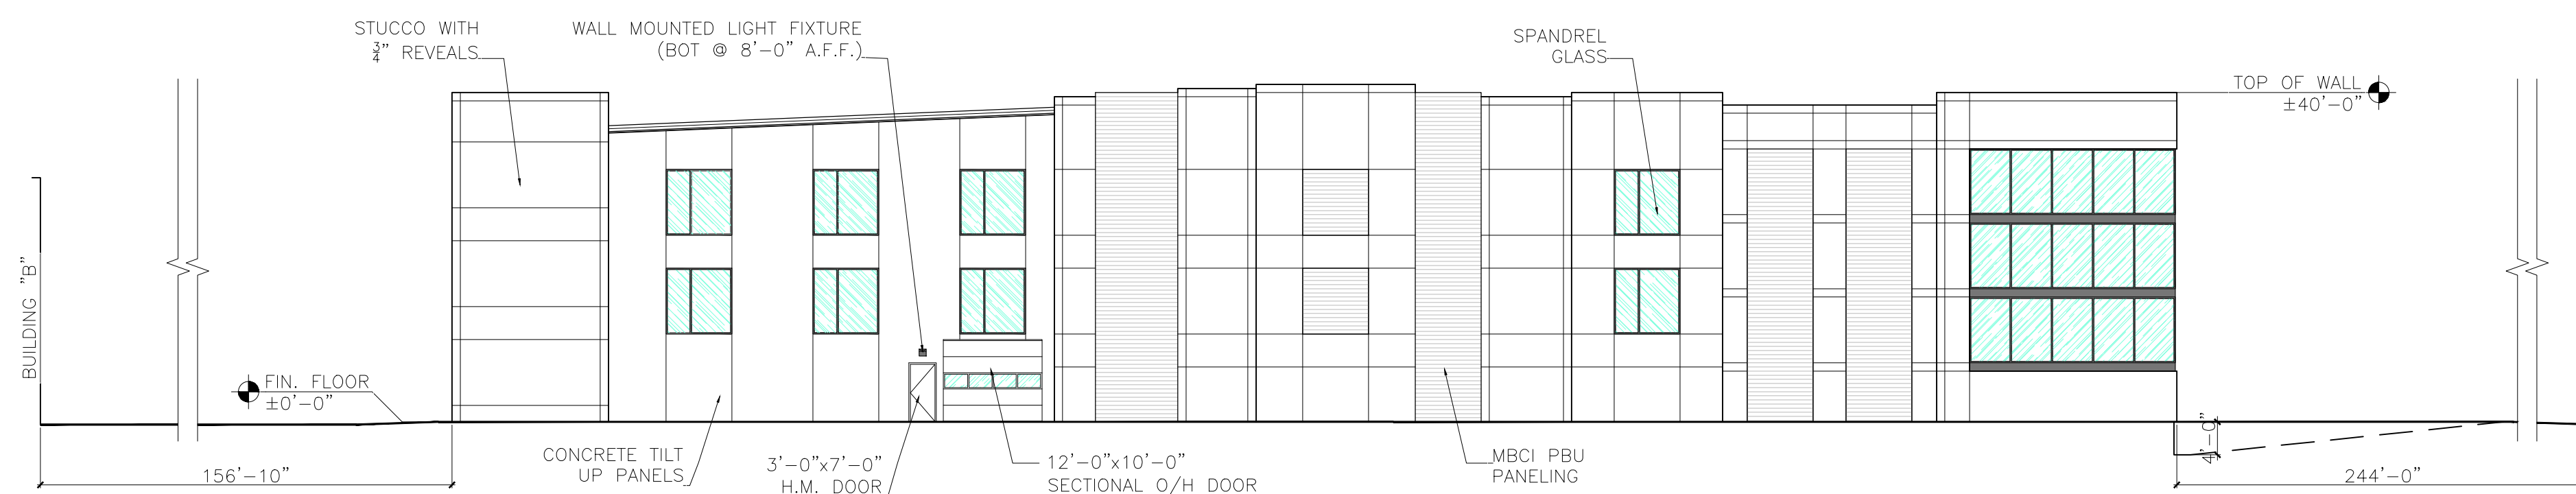 STUCCO WITH
3/4" REVEALS
WALL MOUNTED LIGHT FIXTURE
(BOT @ 8'-0" A.F.F.)
SPANDREL
GLASS
TOP OF WALL
±40'-0"
BUILDING "B"
FIN. FLOOR
±0'-0"
156'-10"
CONCRETE TILT
UP PANELS
3'-0"x7'-0"
H.M. DOOR
12'-0"x10'-0"
SECTIONAL O/H DOOR
MBCI PBU
PANELING
4'-0"
244'-0"